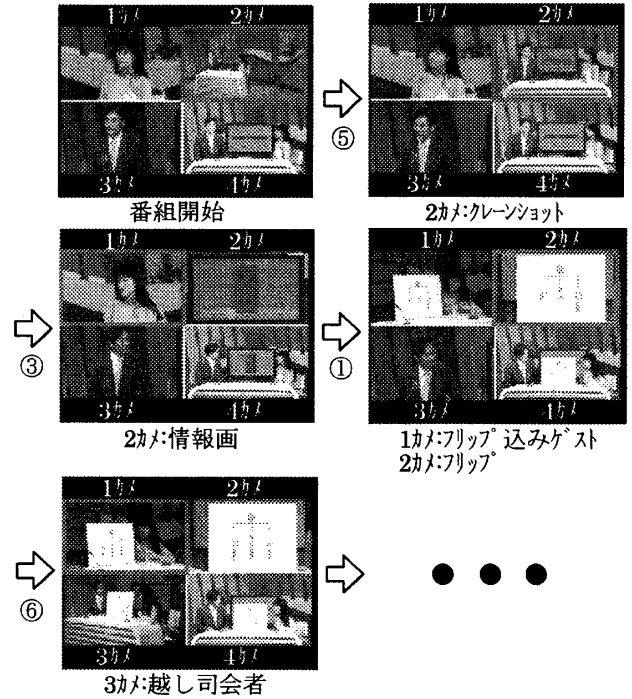 1カメ 2カメ
3カメ 4カメ
番組開始
⑤
1カメ 2カメ
3カメ 4カメ
2カメ:クレーンショット
③
1カメ 2カメ
3カメ 4カメ
2カメ:情報画
①
1カメ 2カメ
3カメ 4カメ
1カメ:フリップ込みゲスト
2カメ:フリップ
⑥
1カメ 2カメ
3カメ 4カメ
3カメ:越し司会者